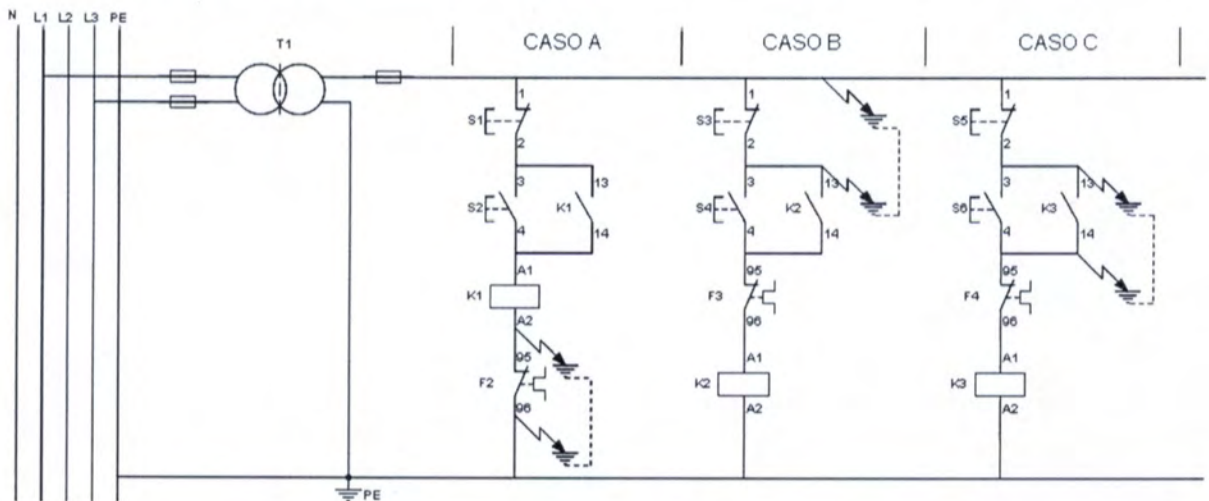 N L1 L2 L3 PE
T1
CASO A CASO B CASO C
1 1 1
S1 S3 S5
2 2 2
3 13 3 13 3 13
S2 K1 S4 K2 S6 K3
4 14 4 14 4 14
A1 95 95
K1 F3 F4
A2 96 96
95 A1 A1
F2 K2 K3
96 A2 A2
PE